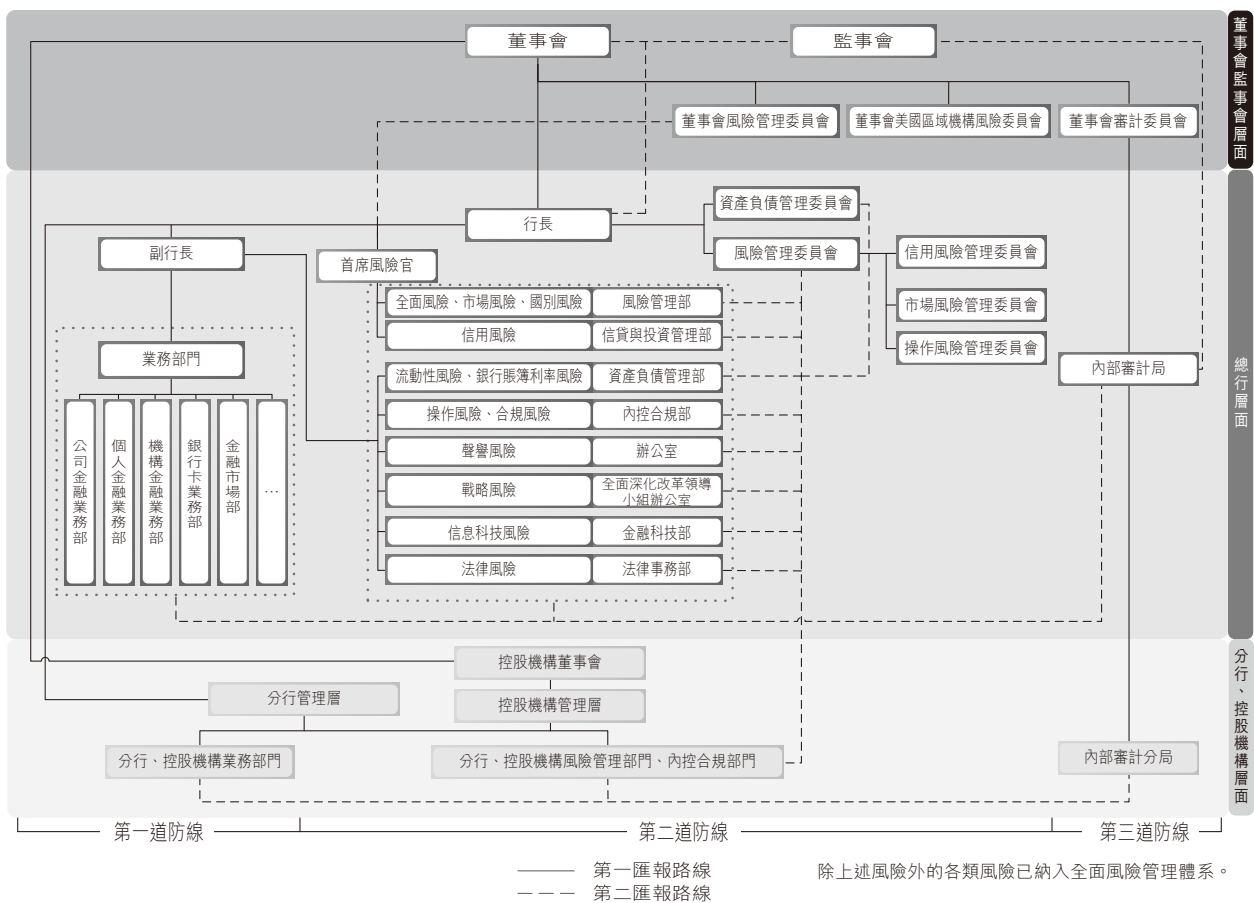 董事會
監事會
董事會監事會層面
董事會風險管理委員會
董事會美國區域機構風險委員會
董事會審計委員會
資產負債管理委員會
行長
副行長
首席風險官
風險管理委員會
信用風險管理委員會
市場風險管理委員會
操作風險管理委員會
全面風險、市場風險、國別風險
風險管理部
信用風險
信貸與投資管理部
流動性風險、銀行賬簿利率風險
資產負債管理部
操作風險、合規風險
內控合規部
聲譽風險
辦公室
戰略風險
全面深化改革領導
小組辦公室
信息科技風險
金融科技部
法律風險
法律事務部
業務部門
公司金融業務部
個人金融業務部
機構金融業務部
銀行卡業務部
金融市場部
…
內部審計局
總行層面
控股機構董事會
分行管理層
控股機構管理層
分行、控股機構業務部門
分行、控股機構風險管理部門、內控合規部門
內部審計分局
分行、控股機構層面
第一道防線
第二道防線
第三道防線
第一匯報路線
第二匯報路線
除上述風險外的各類風險已納入全面風險管理體系。